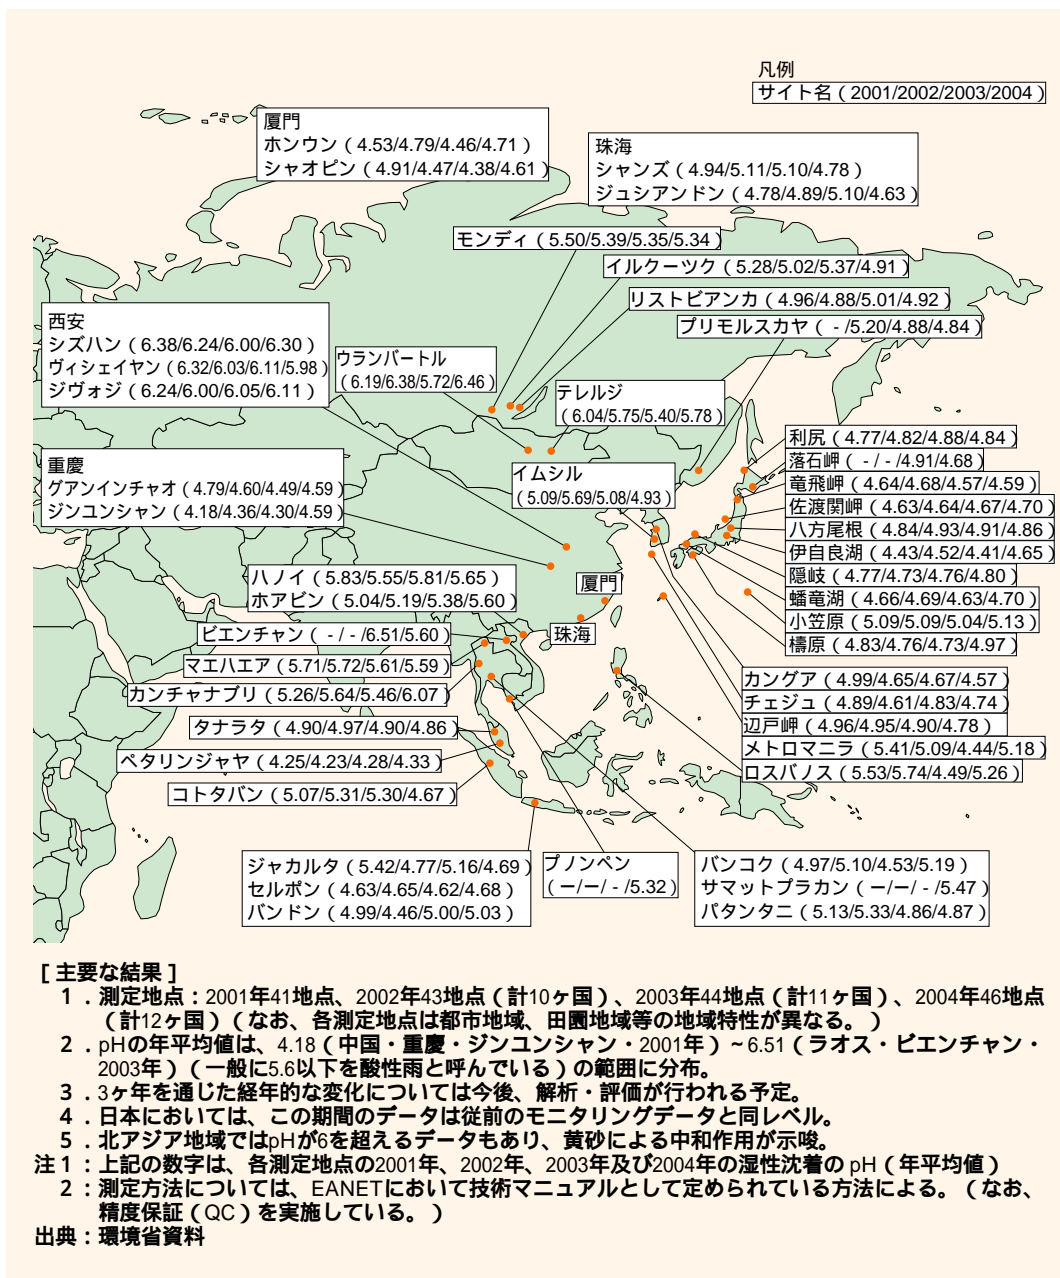 凡例
サイト名（2001/2002/2003/2004）
厦門
ホンウン（4.53/4.79/4.46/4.71）
シャオピン（4.91/4.47/4.38/4.61）
珠海
シャンズ（4.94/5.11/5.10/4.78）
ジュシアンドン（4.78/4.89/5.10/4.63）
モンディ（5.50/5.39/5.35/5.34）
イルクーツク（5.28/5.02/5.37/4.91）
リストビアンカ（4.96/4.88/5.01/4.92）
プリモルスカヤ（ - /5.20/4.88/4.84）
西安
シズハン（6.38/6.24/6.00/6.30）
ヴィシェイヤン（6.32/6.03/6.11/5.98）
ジヴォジ（6.24/6.00/6.05/6.11）
ウランバートル
（6.19/6.38/5.72/6.46）
テレルジ
（6.04/5.75/5.40/5.78）
重慶
グアンインチャオ（4.79/4.60/4.49/4.59）
ジンユンシャン（4.18/4.36/4.30/4.59）
イムシル
（5.09/5.69/5.08/4.93）
利尻（4.77/4.82/4.88/4.84）
落石岬（ - / - /4.91/4.68）
竜飛岬（4.64/4.68/4.57/4.59）
佐渡関岬（4.63/4.64/4.67/4.70）
八方尾根（4.84/4.93/4.91/4.86）
伊自良湖（4.43/4.52/4.41/4.65）
隠岐（4.77/4.73/4.76/4.80）
蟠竜湖（4.66/4.69/4.63/4.70）
小笠原（5.09/5.09/5.04/5.13）
檮原（4.83/4.76/4.73/4.97）
ハノイ（5.83/5.55/5.81/5.65）
ホアビン（5.04/5.19/5.38/5.60）
厦門
珠海
ビエンチャン（ - / - /6.51/5.60）
マエハエア（5.71/5.72/5.61/5.59）
カンチャナブリ（5.26/5.64/5.46/6.07）
タナラタ（4.90/4.97/4.90/4.86）
ペタリンジャヤ（4.25/4.23/4.28/4.33）
コトタバン（5.07/5.31/5.30/4.67）
カングア（4.99/4.65/4.67/4.57）
チェジュ（4.89/4.61/4.83/4.74）
辺戸岬（4.96/4.95/4.90/4.78）
メトロマニラ（5.41/5.09/4.44/5.18）
ロスバノス（5.53/5.74/4.49/5.26）
ジャカルタ（5.42/4.77/5.16/4.69）
セルポン（4.63/4.65/4.62/4.68）
バンドン（4.99/4.46/5.00/5.03）
プノンペン
（ー/ー/ - /5.32）
バンコク（4.97/5.10/4.53/5.19）
サマットプラカン（ー/ー/ - /5.47）
パタンタニ（5.13/5.33/4.86/4.87）
［主要な結果］
1．測定地点：2001年41地点、2002年43地点（計10ヶ国）、2003年44地点（計11ヶ国）、2004年46地点
（計12ヶ国）（なお、各測定地点は都市地域、田園地域等の地域特性が異なる。）
2．pHの年平均値は、4.18（中国・重慶・ジンユンシャン・2001年）～6.51（ラオス・ビエンチャン・
2003年）（一般に5.6以下を酸性雨と呼んでいる）の範囲に分布。
3．3ヶ年を通じた経年的な変化については今後、解析・評価が行われる予定。
4．日本においては、この期間のデータは従前のモニタリングデータと同レベル。
5．北アジア地域ではpHが6を超えるデータもあり、黄砂による中和作用が示唆。
注1：上記の数字は、各測定地点の2001年、2002年、2003年及び2004年の湿性沈着の pH（年平均値）
2：測定方法については、EANETにおいて技術マニュアルとして定められている方法による。（なお、
精度保証（QC）を実施している。）
出典：環境省資料